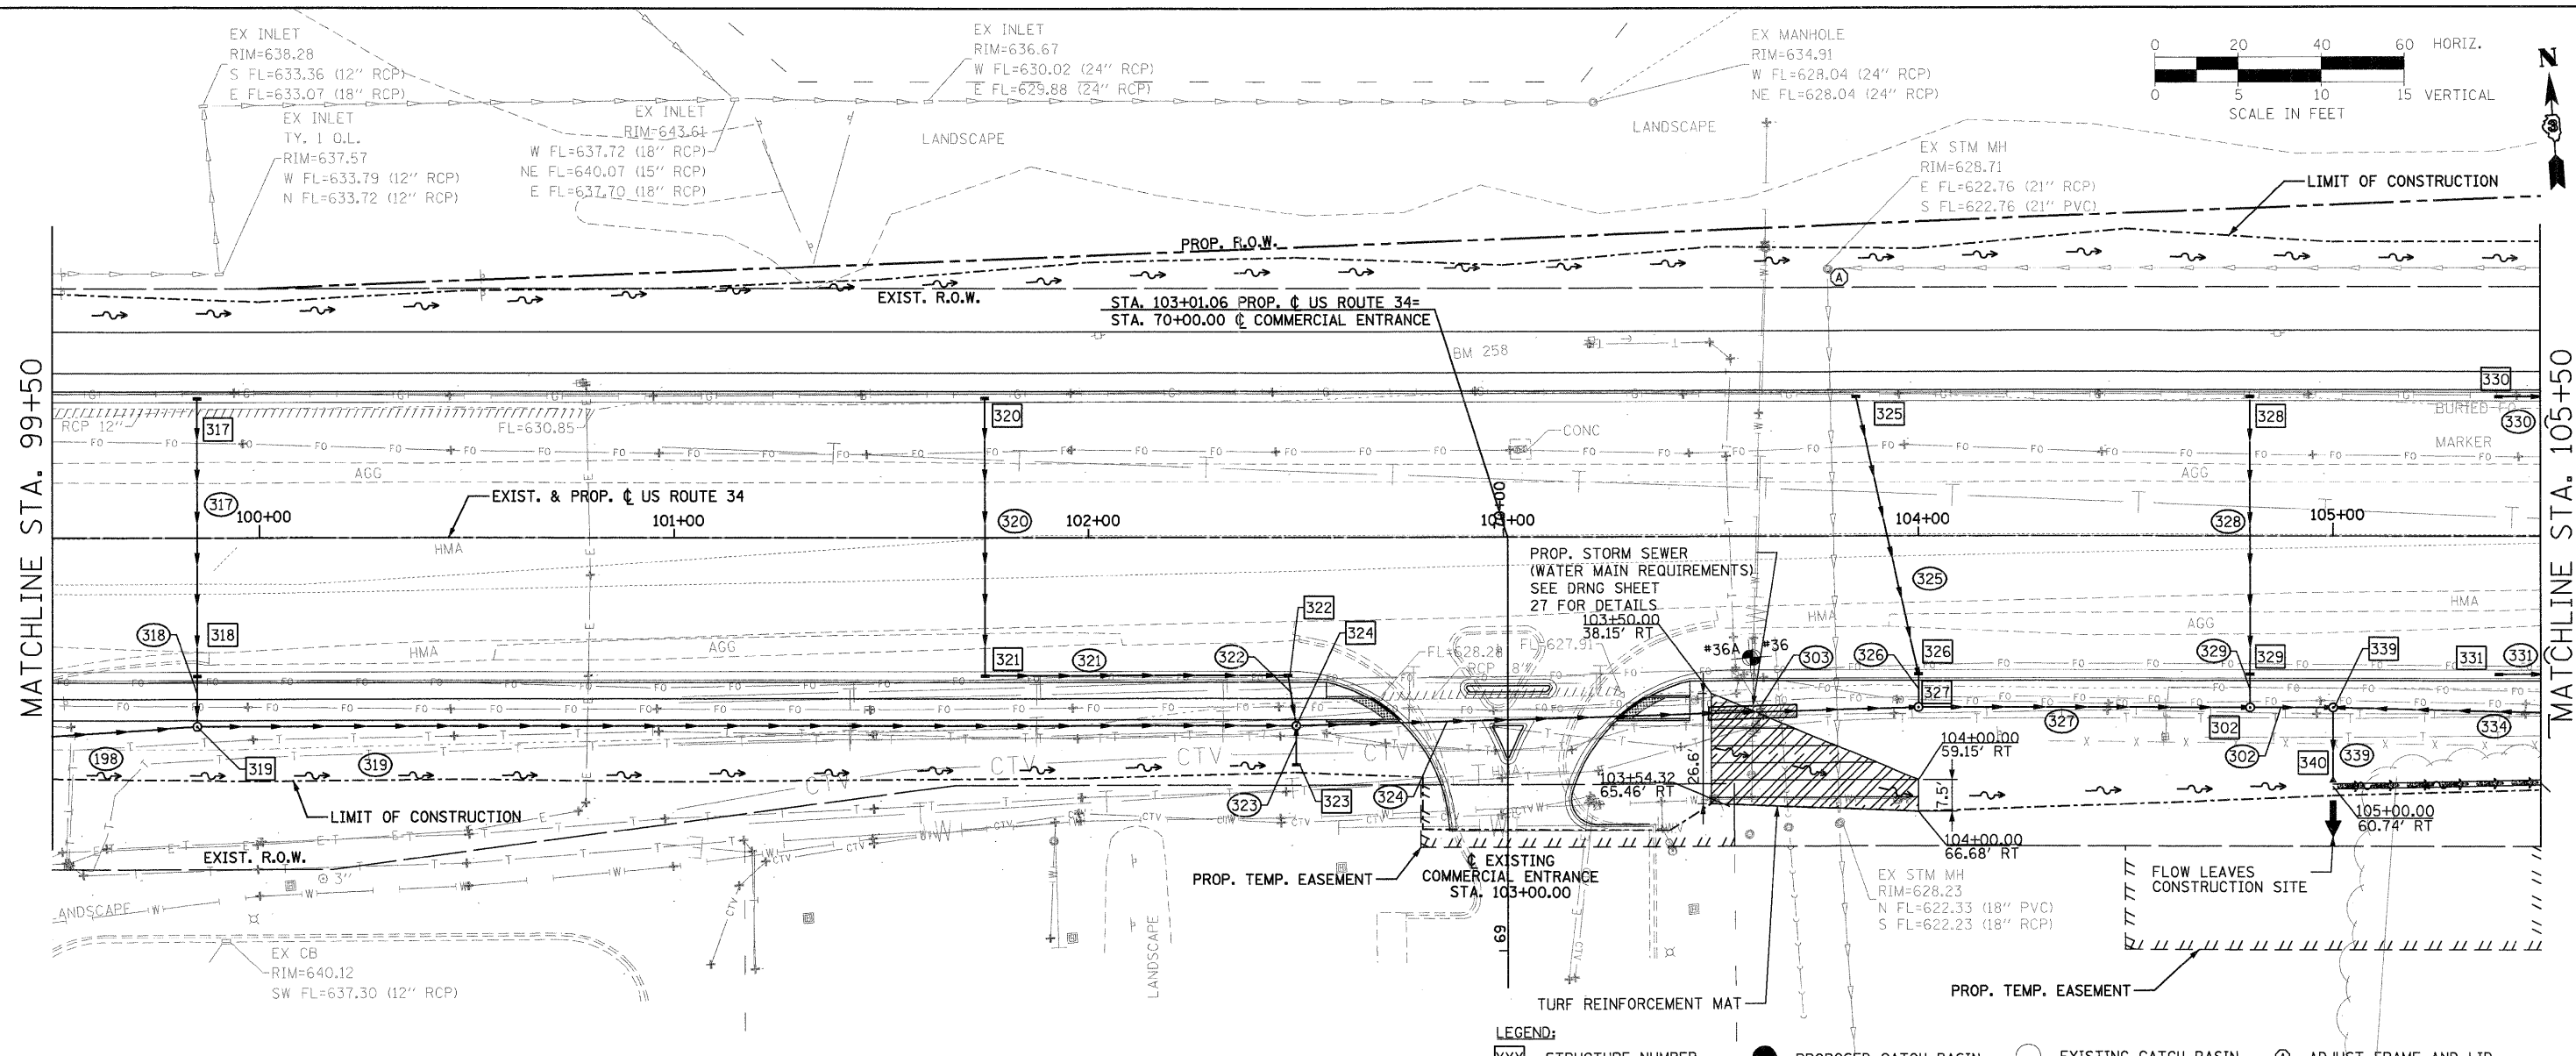 EX INLET
RIM=638.28
S FL=633.36 (12" RCP)
E FL=633.07 (18" RCP)
EX INLET
TY. 1 O.L.
RIM=637.57
W FL=633.79 (12" RCP)
N FL=633.72 (12" RCP)
EX INLET
RIM=643.61
W FL=637.72 (18" RCP)
NE FL=640.07 (15" RCP)
E FL=637.70 (18" RCP)
EX INLET
RIM=636.67
W FL=630.02 (24" RCP)
E FL=629.88 (24" RCP)
LANDSCAPE
EX MANHOLE
RIM=634.91
W FL=628.04 (24" RCP)
NE FL=628.04 (24" RCP)
LANDSCAPE
EX STM MH
RIM=628.71
E FL=622.76 (21" RCP)
S FL=622.76 (21" PVC)
0 20 40 60 HORIZ.
0 5 10 15 VERTICAL
SCALE IN FEET
N
3
LIMIT OF CONSTRUCTION
PROP. R.O.W.
EXIST. R.O.W.
A
STA. 103+01.06 PROP. ℄ US ROUTE 34=
STA. 70+00.00 ℄ COMMERCIAL ENTRANCE
BM 258
MATCHLINE STA. 99+50
MATCHLINE STA. 105+50
RCP 12"
FL=630.85
317
320
325
328
330
BURIED FO
330
MARKER
CONC
AGG
AGG
317
EXIST. & PROP. ℄ US ROUTE 34
320
328
325
100+00
101+00
102+00
103+00
70+00
104+00
105+00
HMA
PROP. STORM SEWER
(WATER MAIN REQUIREMENTS)
SEE DRNG SHEET
27 FOR DETAILS
103+50.00
38.15' RT
HMA
HMA
AGG
318
318
HMA
AGG
321
321
322
322
324
FL=628.28
RCP 8"
FL=627.91
#36A
#36
303
326
326
327
327
329
329
339
331
331
302
302
334
339
340
198
319
319
CTV
CTV
CTV
CTV
HMA
323
323
324
26.6'
103+54.32
65.46' RT
104+00.00
59.15' RT
7.5'
104+00.00
66.68' RT
105+00.00
60.74' RT
LIMIT OF CONSTRUCTION
EXIST. R.O.W.
3"
LANDSCAPE
EX CB
RIM=640.12
SW FL=637.30 (12" RCP)
LANDSCAPE
PROP. TEMP. EASEMENT
℄ EXISTING
COMMERCIAL ENTRANCE
STA. 103+00.00
69
EX STM MH
RIM=628.23
N FL=622.33 (18" PVC)
S FL=622.23 (18" RCP)
FLOW LEAVES
CONSTRUCTION SITE
TURF REINFORCEMENT MAT
PROP. TEMP. EASEMENT
LEGEND:
XXX STRUCTURE NUMBER
PROPOSED CATCH BASIN
EXISTING CATCH BASIN
A ADJUST FRAME AND LID